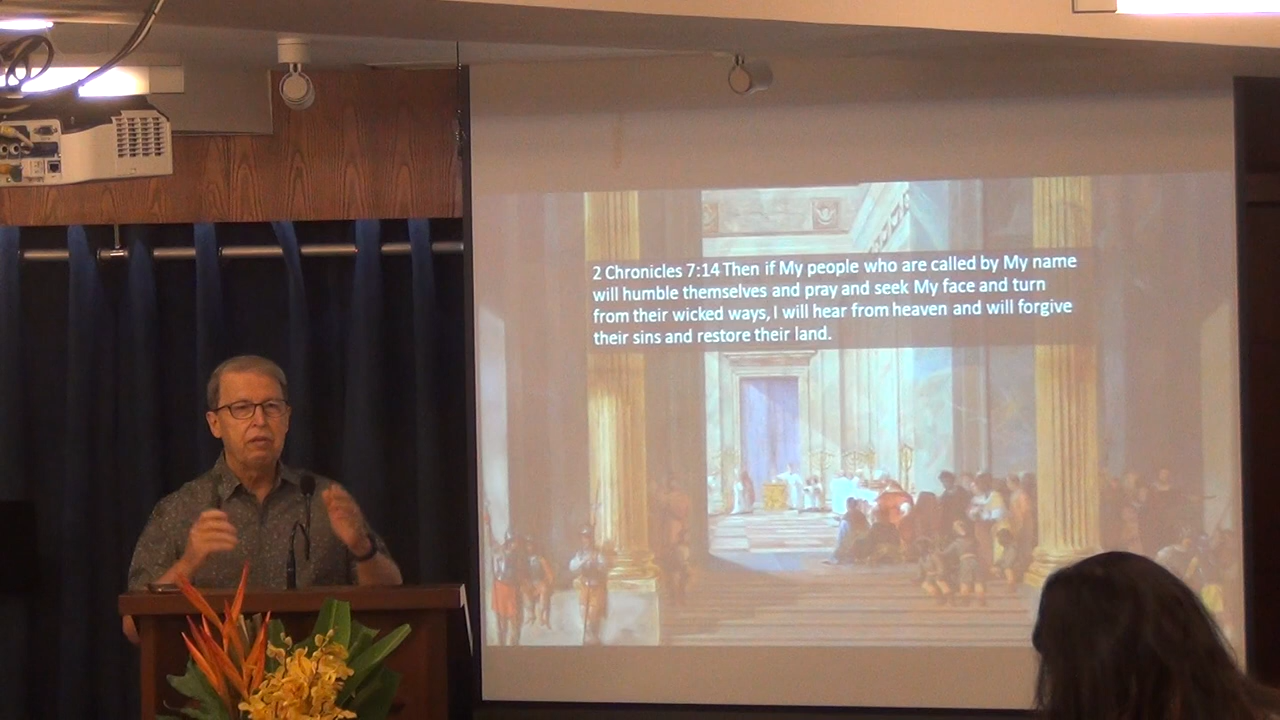 2 Chronicles 7:14 Then if My people who are called by My name
will humble themselves and pray and seek My face and turn
from their wicked ways, I will hear from heaven and will forgive
their sins and restore their land.